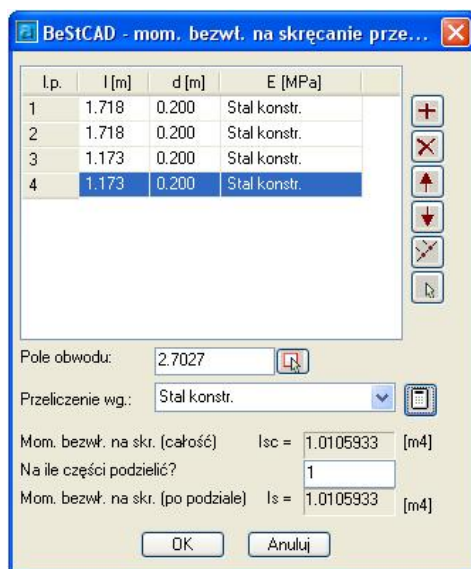 BeStCAD - mom. bezwł. na skręcanie prze...
l.p. l [m] d [m] E [MPa]
1 1.718 0.200 Stal konstr.
2 1.718 0.200 Stal konstr.
3 1.173 0.200 Stal konstr.
4 1.173 0.200 Stal konstr.
Pole obwodu: 2.7027
Przeliczenie wg.: Stal konstr.
Mom. bezwł. na skr. (całość) Isc = 1.0105933 [m4]
Na ile części podzielić? 1
Mom. bezwł. na skr. (po podziale) Is = 1.0105933 [m4]
OK Anuluj